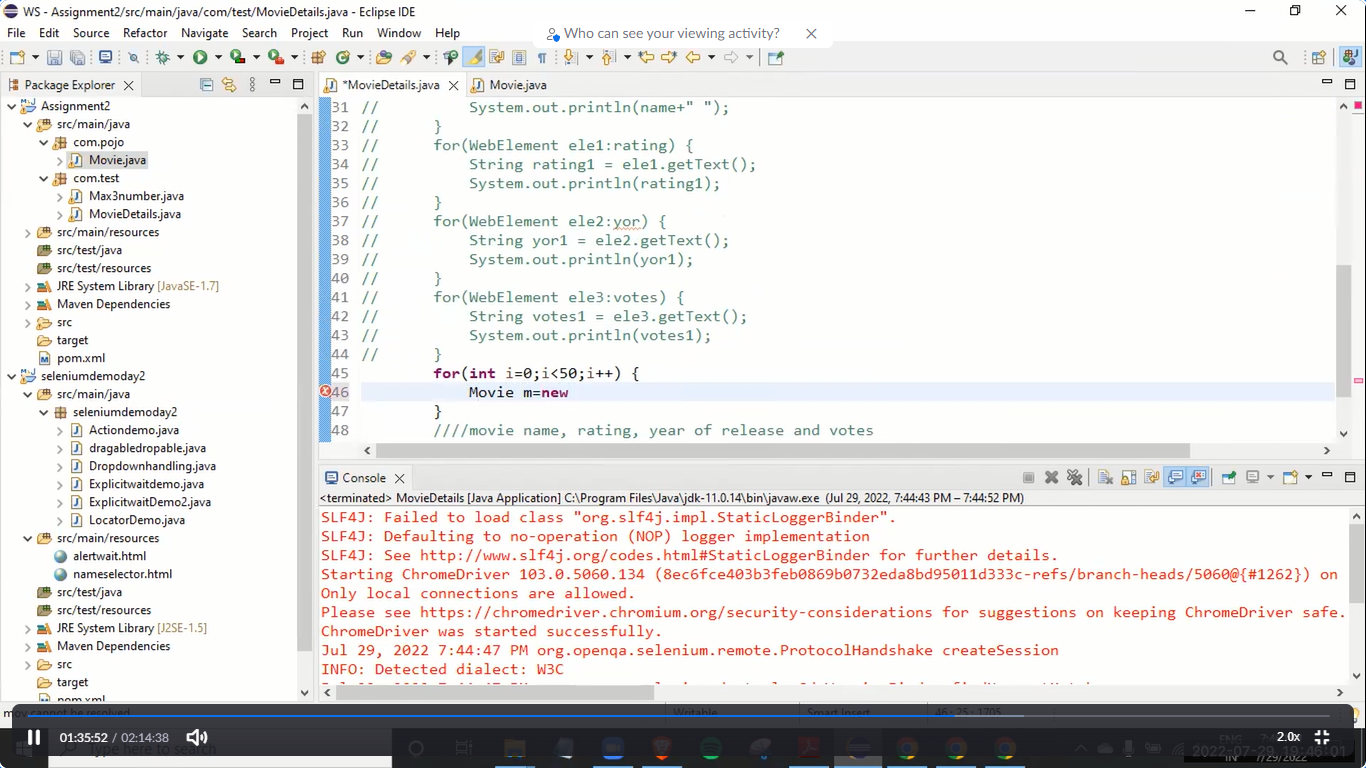 WS - Assignment2/src/main/java/com/test/MovieDetails.java - Eclipse IDE
File Edit Source Refactor Navigate Search Project Run Window Help
Who can see your viewing activity?
Package Explorer
Assignment2
src/main/java
com.pojo
Movie.java
com.test
Max3number.java
MovieDetails.java
src/main/resources
src/test/java
src/test/resources
JRE System Library [JavaSE-1.7]
Maven Dependencies
src
target
pom.xml
seleniumdemoday2
src/main/java
seleniumdemoday2
Actiondemo.java
dragabledropable.java
Dropdownhandling.java
Explicitwaitdemo.java
ExplicitwaitDemo2.java
LocatorDemo.java
src/main/resources
alertwait.html
nameselector.html
src/test/java
src/test/resources
JRE System Library [J2SE-1.5]
Maven Dependencies
src
target
pom.xml
*MovieDetails.java Movie.java
31 // System.out.println(name+" ");
32 // }
33 // for(WebElement ele1:rating) {
34 // String rating1 = ele1.getText();
35 // System.out.println(rating1);
36 // }
37 // for(WebElement ele2:yor) {
38 // String yor1 = ele2.getText();
39 // System.out.println(yor1);
40 // }
41 // for(WebElement ele3:votes) {
42 // String votes1 = ele3.getText();
43 // System.out.println(votes1);
44 // }
45 for(int i=0;i<50;i++) {
46 Movie m=new
47 }
48 ////movie name, rating, year of release and votes
Console
<terminated> MovieDetails [Java Application] C:\Program Files\Java\jdk-11.0.14\bin\javaw.exe (Jul 29, 2022, 7:44:43 PM – 7:44:52 PM)
SLF4J: Failed to load class "org.slf4j.impl.StaticLoggerBinder".
SLF4J: Defaulting to no-operation (NOP) logger implementation
SLF4J: See http://www.slf4j.org/codes.html#StaticLoggerBinder for further details.
Starting ChromeDriver 103.0.5060.134 (8ec6fce403b3feb0869b0732eda8bd95011d333c-refs/branch-heads/5060@{#1262}) on
Only local connections are allowed.
Please see https://chromedriver.chromium.org/security-considerations for suggestions on keeping ChromeDriver safe.
ChromeDriver was started successfully.
Jul 29, 2022 7:44:47 PM org.openqa.selenium.remote.ProtocolHandshake createSession
INFO: Detected dialect: W3C
mov cannot be resolved Writable Smart Insert 46 : 25 : 1705
01:35:52 / 02:14:38 2.0x
Type here to search
2022-07-29 19:46:01
IN 7/29/2022